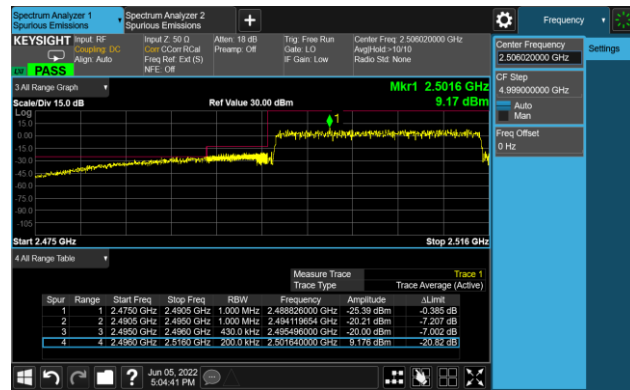 Spectrum Analyzer 1
Spurious Emissions
Spectrum Analyzer 2
Spurious Emissions
+
Frequency
KEYSIGHT
Input: RF
Coupling: DC
Align: Auto
Input Z: 50 Ω
Corr CCorr RCal
Freq Ref: Ext (S)
NFE: Off
Atten: 18 dB
Preamp: Off
Trig: Free Run
Gate: LO
IF Gain: Low
Center Freq: 2.506020000 GHz
Avg|Hold:>10/10
Radio Std: None
PASS
Center Frequency
2.506020000 GHz
Settings
CF Step
4.999000000 GHz
Auto
Man
Freq Offset
0 Hz
3 All Range Graph
Mkr1 2.5016 GHz
Scale/Div 15.0 dB
Ref Value 30.00 dBm
9.17 dBm
Log
1
15.0
0.00
-15.0
-30.0
-45.0
-60.0
-75.0
-90.0
-105
Start 2.475 GHz
Stop 2.516 GHz
4 All Range Table
Measure Trace Trace 1
Trace Type Trace Average (Active)
Spur Range Start Freq Stop Freq RBW Frequency Amplitude ΔLimit
1 1 2.4750 GHz 2.4905 GHz 1.000 MHz 2.488826000 GHz -25.39 dBm -0.385 dB
2 2 2.4905 GHz 2.4950 GHz 1.000 MHz 2.494119654 GHz -20.21 dBm -7.207 dB
3 3 2.4950 GHz 2.4960 GHz 430.0 kHz 2.495496000 GHz -20.00 dBm -7.002 dB
4 4 2.4960 GHz 2.5160 GHz 200.0 kHz 2.501640000 GHz 9.176 dBm -20.82 dB
?
Jun 05, 2022
5:04:41 PM